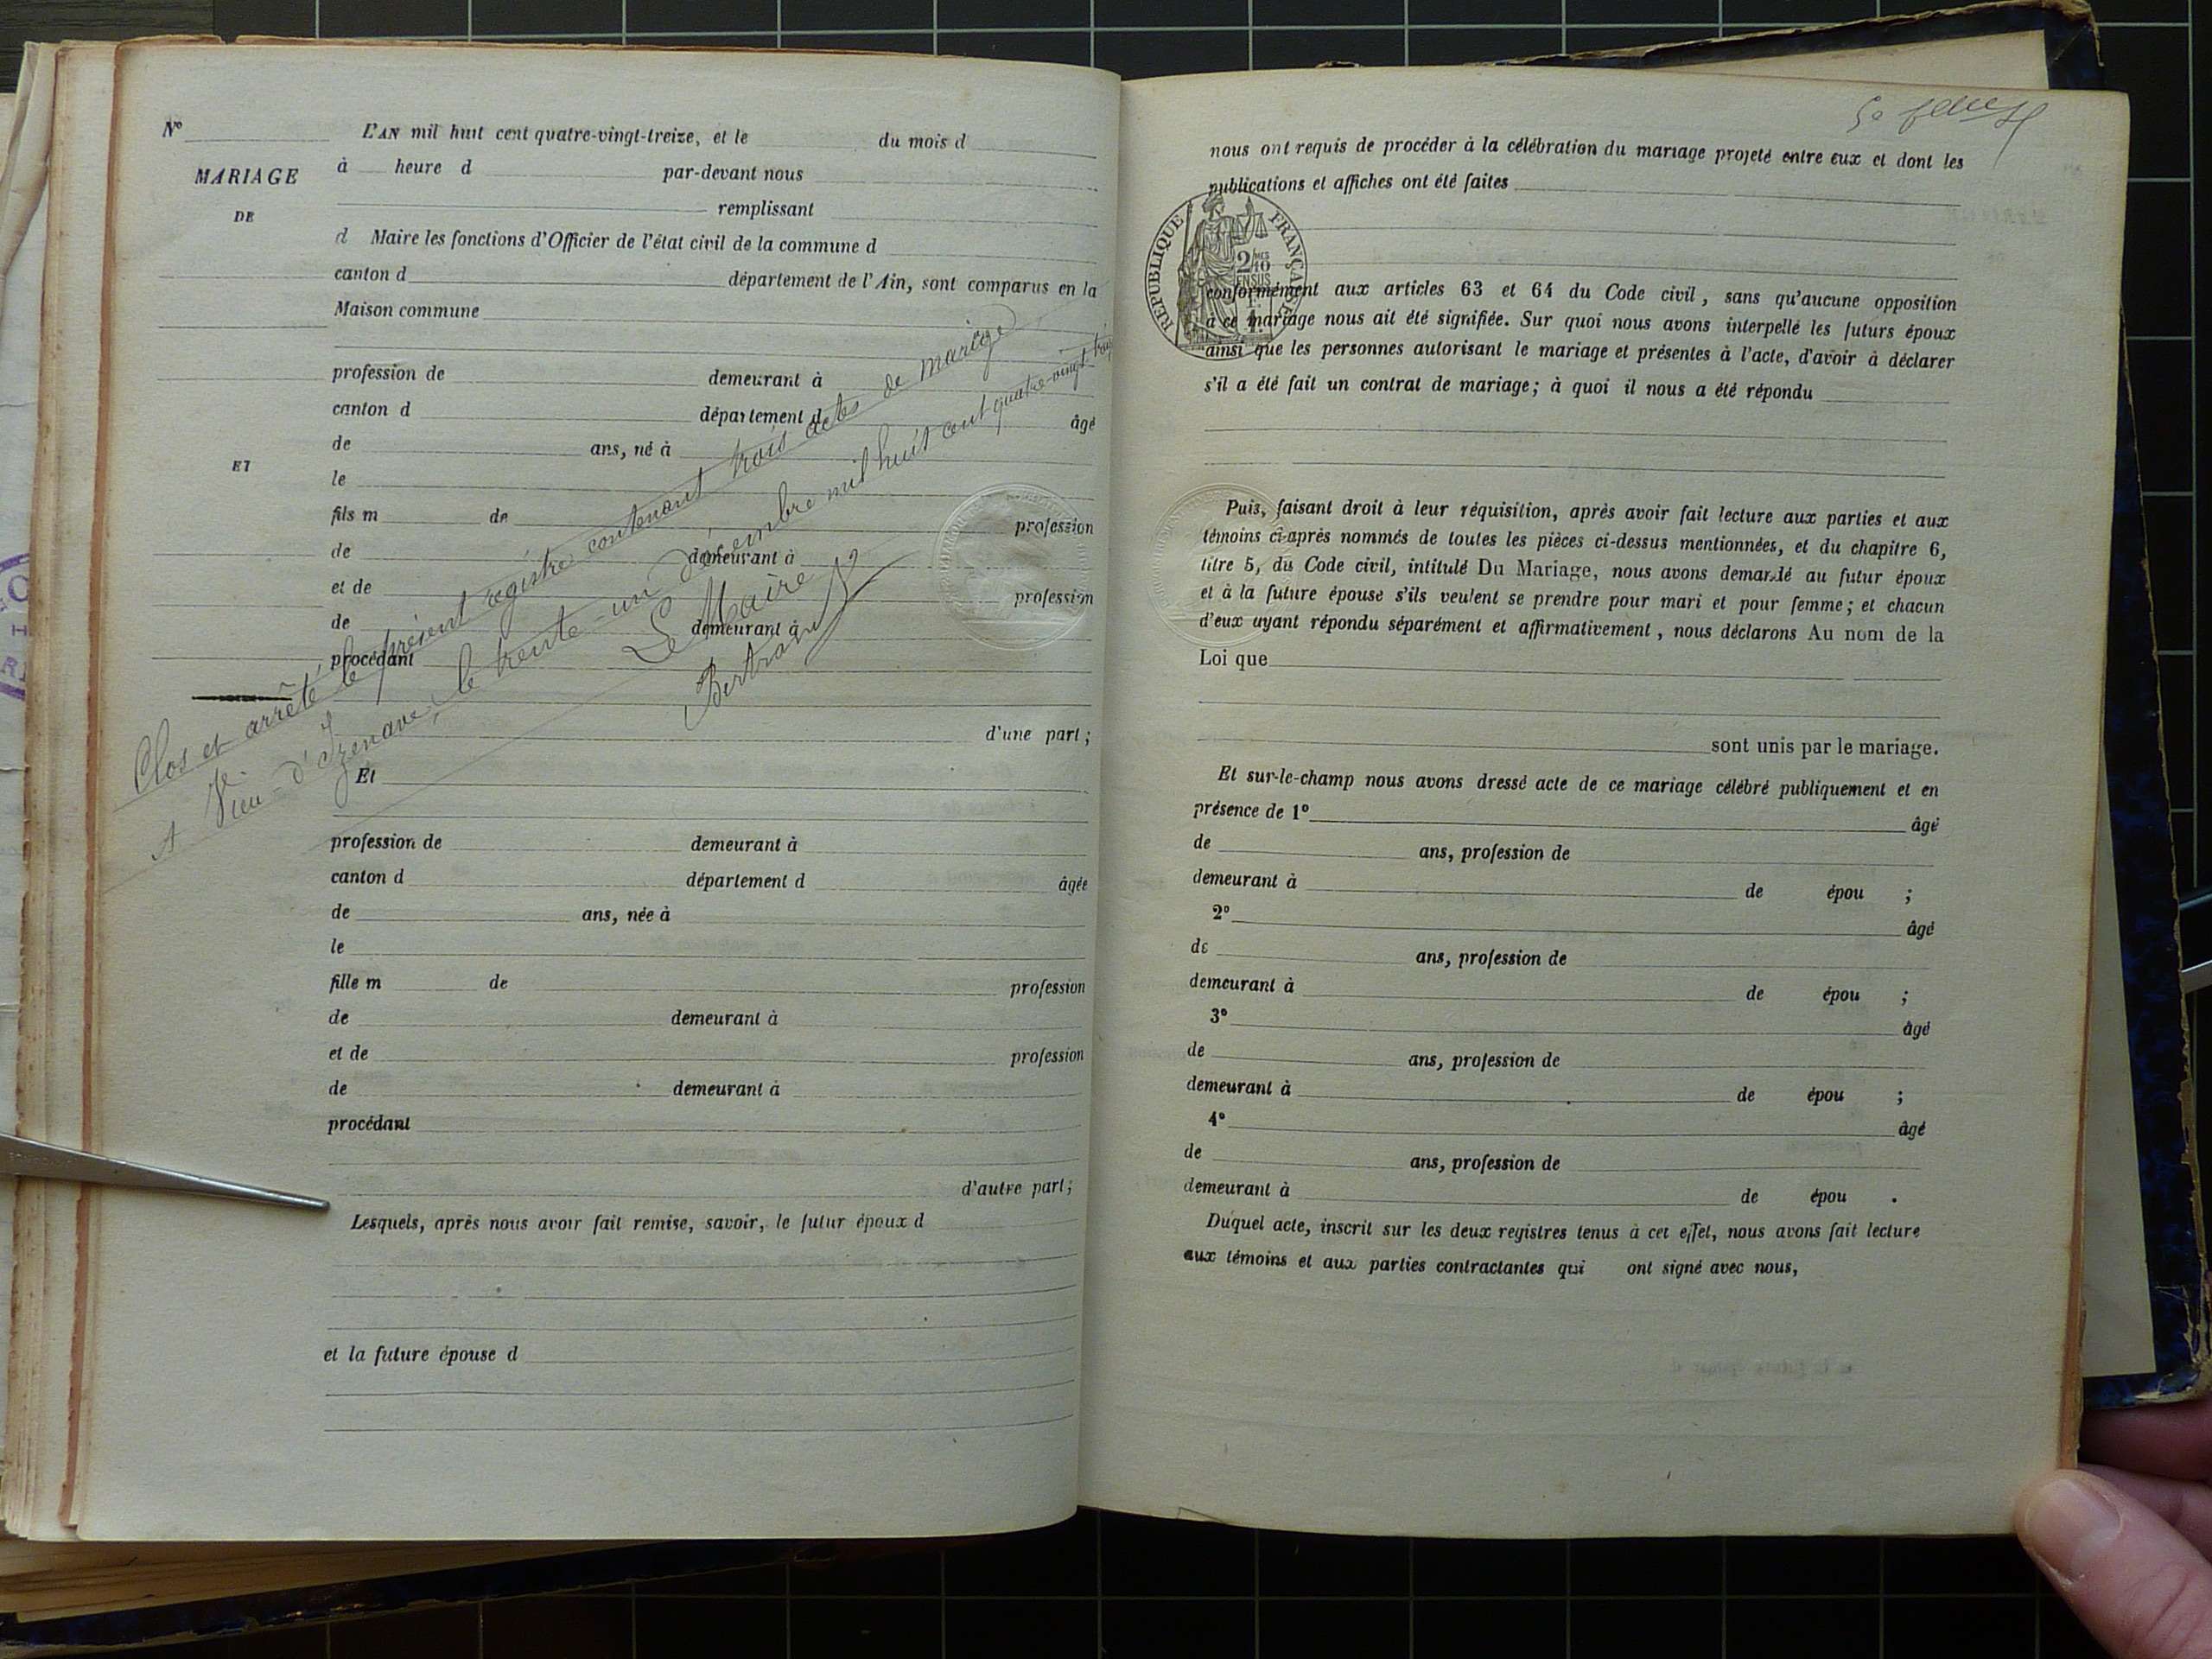 Nº
MARIAGE
DE
ET
L'AN mil huit cent quatre-vingt-treize, et le du mois d
à heure d par-devant nous
remplissant
d Maire les fonctions d'Officier de l'état civil de la commune d
canton d département de l'Ain, sont comparus en la
Maison commune
profession de demeurant à
canton d département d âgé
de ans, né à
le
fils m de profession
de demeurant à
et de profession
de demeurant à
procédant
d'une part;
Et
profession de demeurant à
canton d département d âgée
de ans, née à
le
fille m de profession
de demeurant à
et de profession
de demeurant à
procédant
d'autre part;
Lesquels, après nous avoir fait remise, savoir, le futur époux d
et la future épouse d
Clos et arrêté le présent registre contenant trois actes de mariage
A Vieu-d'Izenave, le trente-un décembre mil huit cent quatre-vingt
Le Maire
Bertrand
5e
nous ont requis de procéder à la célébration du mariage projeté entre eux et dont les
publications et affiches ont été faites
RÉPUBLIQUE FRANÇAISE
conformément aux articles 63 et 64 du Code civil, sans qu'aucune opposition
à ce mariage nous ait été signifiée. Sur quoi nous avons interpellé les futurs époux
ainsi que les personnes autorisant le mariage et présentes à l'acte, d'avoir à déclarer
s'il a été fait un contrat de mariage; à quoi il nous a été répondu
Puis, faisant droit à leur réquisition, après avoir fait lecture aux parties et aux
témoins ci-après nommés de toutes les pièces ci-dessus mentionnées, et du chapitre 6,
titre 5, du Code civil, intitulé Du Mariage, nous avons demandé au futur époux
et à la future épouse s'ils veulent se prendre pour mari et pour femme; et chacun
d'eux ayant répondu séparément et affirmativement, nous déclarons Au nom de la
Loi que
sont unis par le mariage.
Et sur-le-champ nous avons dressé acte de ce mariage célébré publiquement et en
présence de 1º âgé
de ans, profession de
demeurant à de épou ;
2º âgé
de ans, profession de
demeurant à de épou ;
3º âgé
de ans, profession de
demeurant à de épou ;
4º âgé
de ans, profession de
demeurant à de épou .
Duquel acte, inscrit sur les deux registres tenus à cet effet, nous avons fait lecture
aux témoins et aux parties contractantes qui ont signé avec nous,